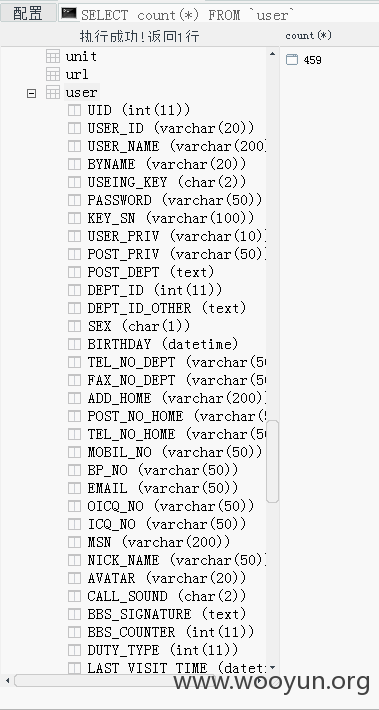 配置
SELECT count(*) FROM `user`
执行成功!返回1行
count(*)
459
unit
url
user
UID (int(11))
USER_ID (varchar(20))
USER_NAME (varchar(200)
BYNAME (varchar(20))
USEING_KEY (char(2))
PASSWORD (varchar(50))
KEY_SN (varchar(100))
USER_PRIV (varchar(10)
POST_PRIV (varchar(50)
POST_DEPT (text)
DEPT_ID (int(11))
DEPT_ID_OTHER (text)
SEX (char(1))
BIRTHDAY (datetime)
TEL_NO_DEPT (varchar(5
FAX_NO_DEPT (varchar(5
ADD_HOME (varchar(200)
POST_NO_HOME (varchar(
TEL_NO_HOME (varchar(5
MOBIL_NO (varchar(50))
BP_NO (varchar(50))
EMAIL (varchar(50))
OICQ_NO (varchar(50))
ICQ_NO (varchar(50))
MSN (varchar(200))
NICK_NAME (varchar(50)
AVATAR (varchar(20))
CALL_SOUND (char(2))
BBS_SIGNATURE (text)
BBS_COUNTER (int(11))
DUTY_TYPE (int(11))
LAST_VISIT_TIME (datet
www.wooyun.org